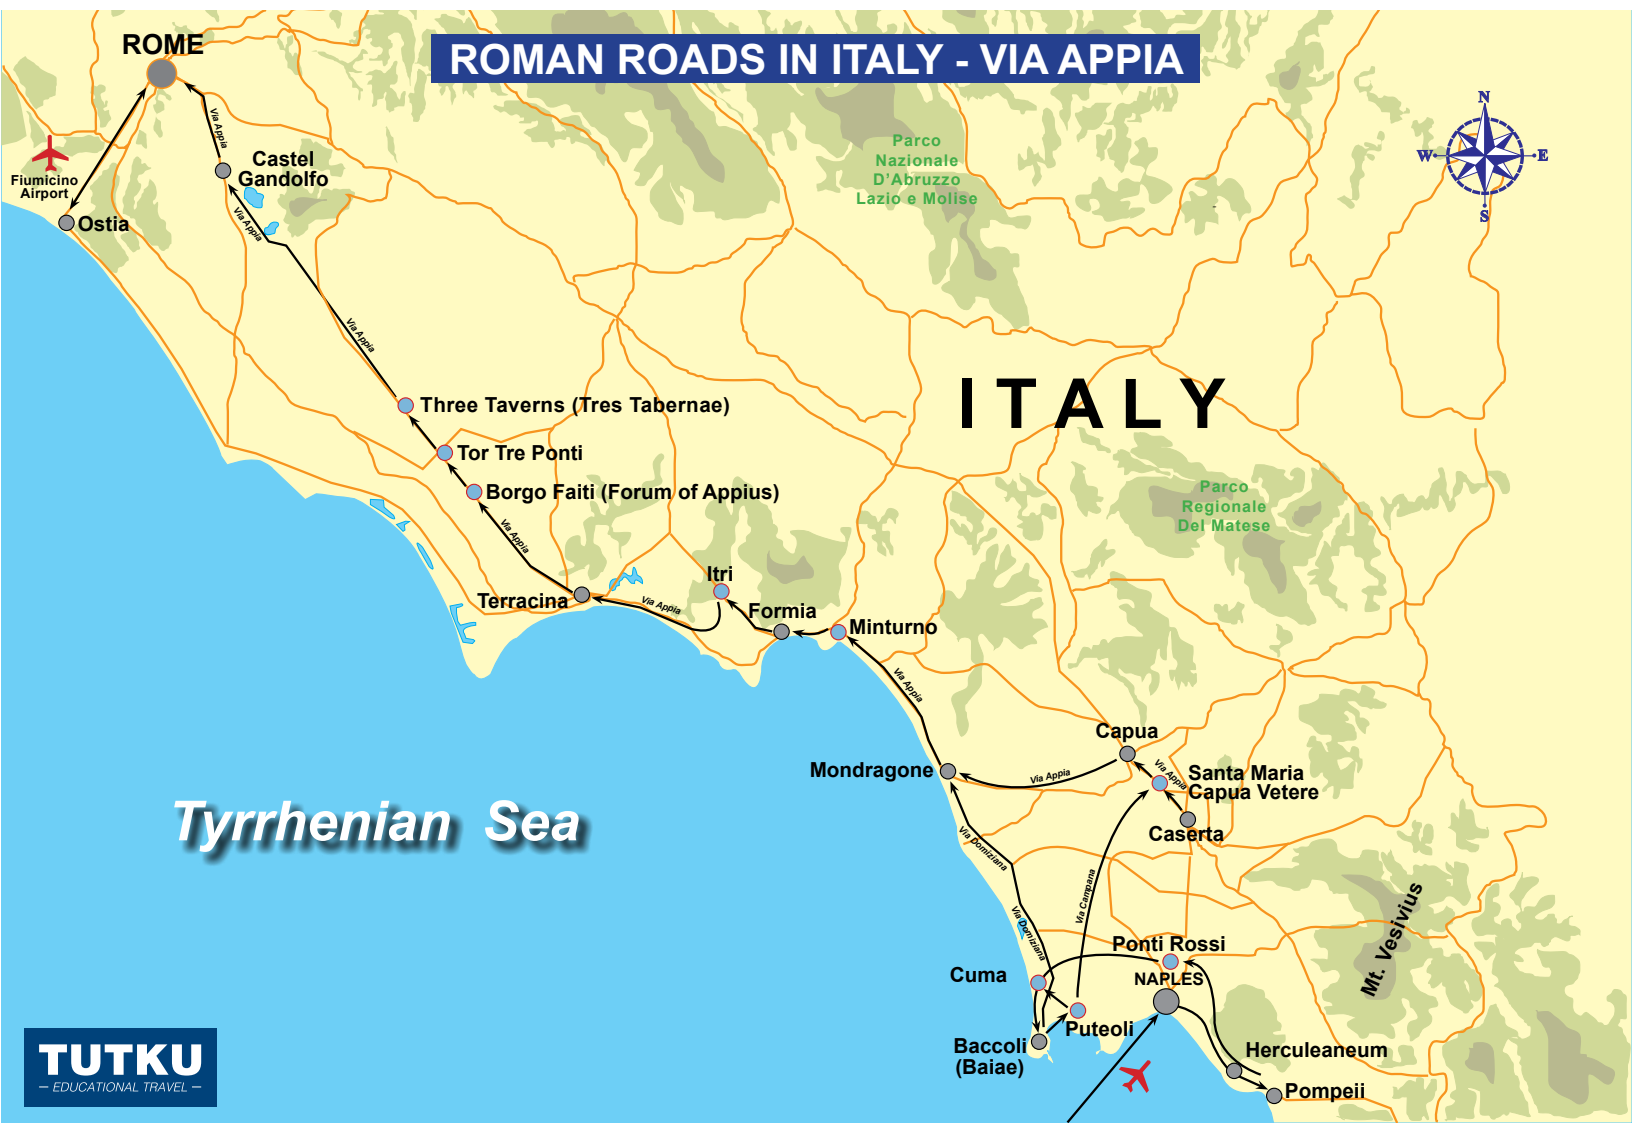 ROMAN ROADS IN ITALY - VIA APPIA
ROME
N
W
E
S
Via Appia
Parco
Nazionale
D'Abruzzo
Lazio e Molise
Castel
Gandolfo
Fiumicino
Airport
Ostia
Via Appia
Via Appia
Three Taverns (Tres Tabernae)
ITALY
Tor Tre Ponti
Borgo Faiti (Forum of Appius)
Parco
Regionale
Del Matese
Via Appia
Itri
Terracina
Via Appia
Formia
Minturno
Via Appia
Capua
Mondragone
Via Appia
Via Appia
Santa Maria
Capua Vetere
Caserta
Tyrrhenian Sea
Via Domiziana
Via Campana
Via Domiziana
Mt. Vesivius
Ponti Rossi
Cuma
NAPLES
Puteoli
Baccoli
(Baiae)
Herculeaneum
Pompeii
TUTKU
– EDUCATIONAL TRAVEL –